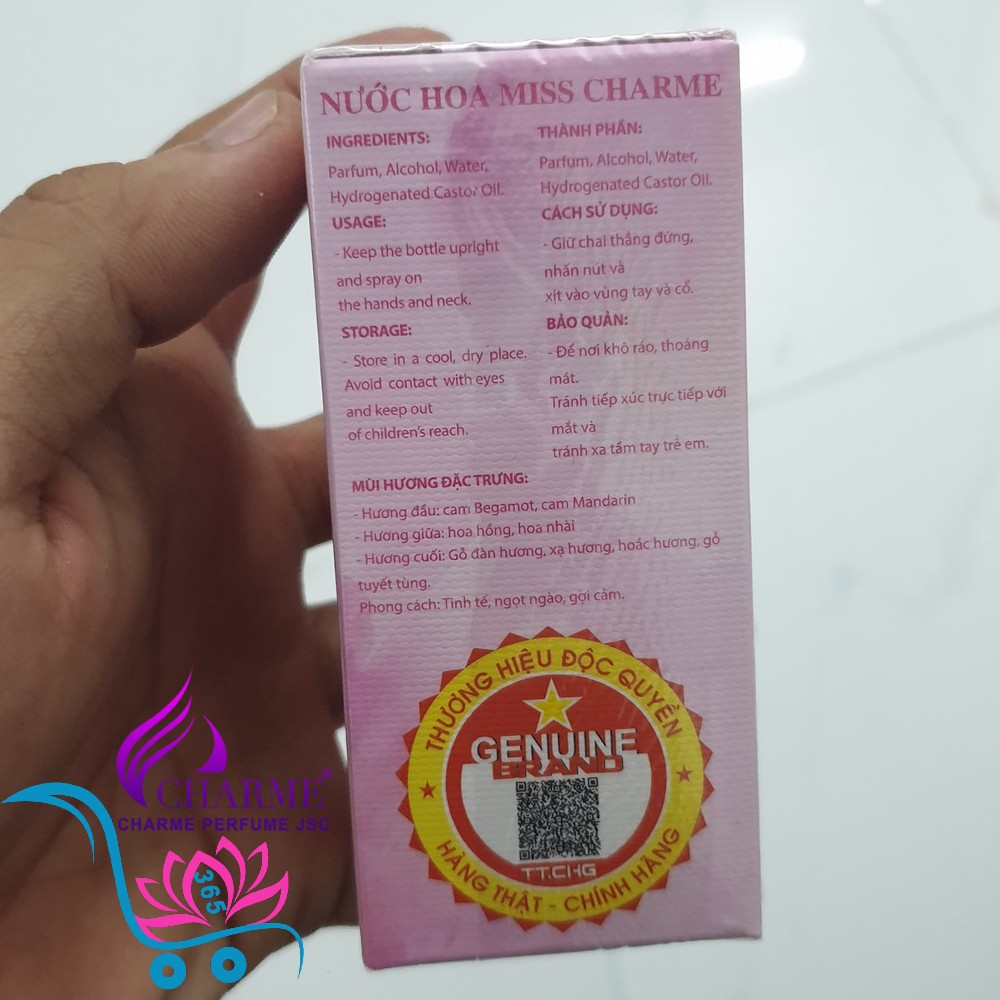 NƯỚC HOA MISS CHARME
INGREDIENTS:
Parfum, Alcohol, Water,
Hydrogenated Castor Oil.
USAGE:
- Keep the bottle upright
and spray on
the hands and neck.
STORAGE:
- Store in a cool, dry place.
Avoid contact with eyes
and keep out
of children's reach.
THÀNH PHẦN:
Parfum, Alcohol, Water,
Hydrogenated Castor Oil.
CÁCH SỬ DỤNG:
- Giữ chai thẳng đứng,
nhấn nút và
xịt vào vùng tay và cổ.
BẢO QUẢN:
- Để nơi khô ráo, thoáng
mát.
Tránh tiếp xúc trực tiếp với
mắt và
tránh xa tầm tay trẻ em.
MÙI HƯƠNG ĐẶC TRƯNG:
- Hương đầu: cam Begamot, cam Mandarin
- Hương giữa: hoa hồng, hoa nhài
- Hương cuối: Gỗ đàn hương, xạ hương, hoắc hương, gỗ
tuyết tùng.
Phong cách: Tinh tế, ngọt ngào, gợi cảm.
THƯƠNG HIỆU ĐỘC QUYỀN
GENUINE
BRAND
TT.CHG
HÀNG THẬT - CHÍNH HÃNG
CHARME®
CHARME PERFUME JSC
365